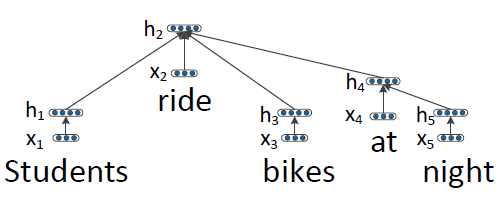 h2
x2
ride
h4
h1
h3
x4
h5
x1
x3
at
x5
Students
bikes
night